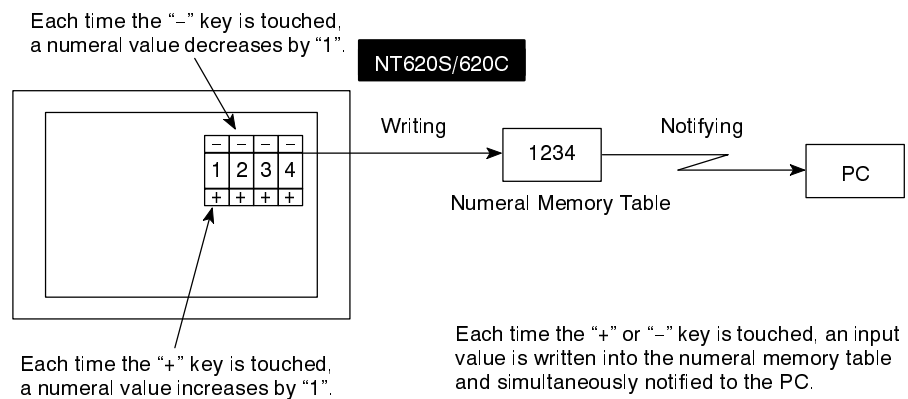 Each time the “–” key is touched,
a numeral value decreases by “1”.
NT620S/620C
Writing
Notifying
– – – –
1 2 3 4
+ + + +
1234
PC
Numeral Memory Table
Each time the “+” key is touched,
a numeral value increases by “1”.
Each time the “+” or “–” key is touched, an input
value is written into the numeral memory table
and simultaneously notified to the PC.